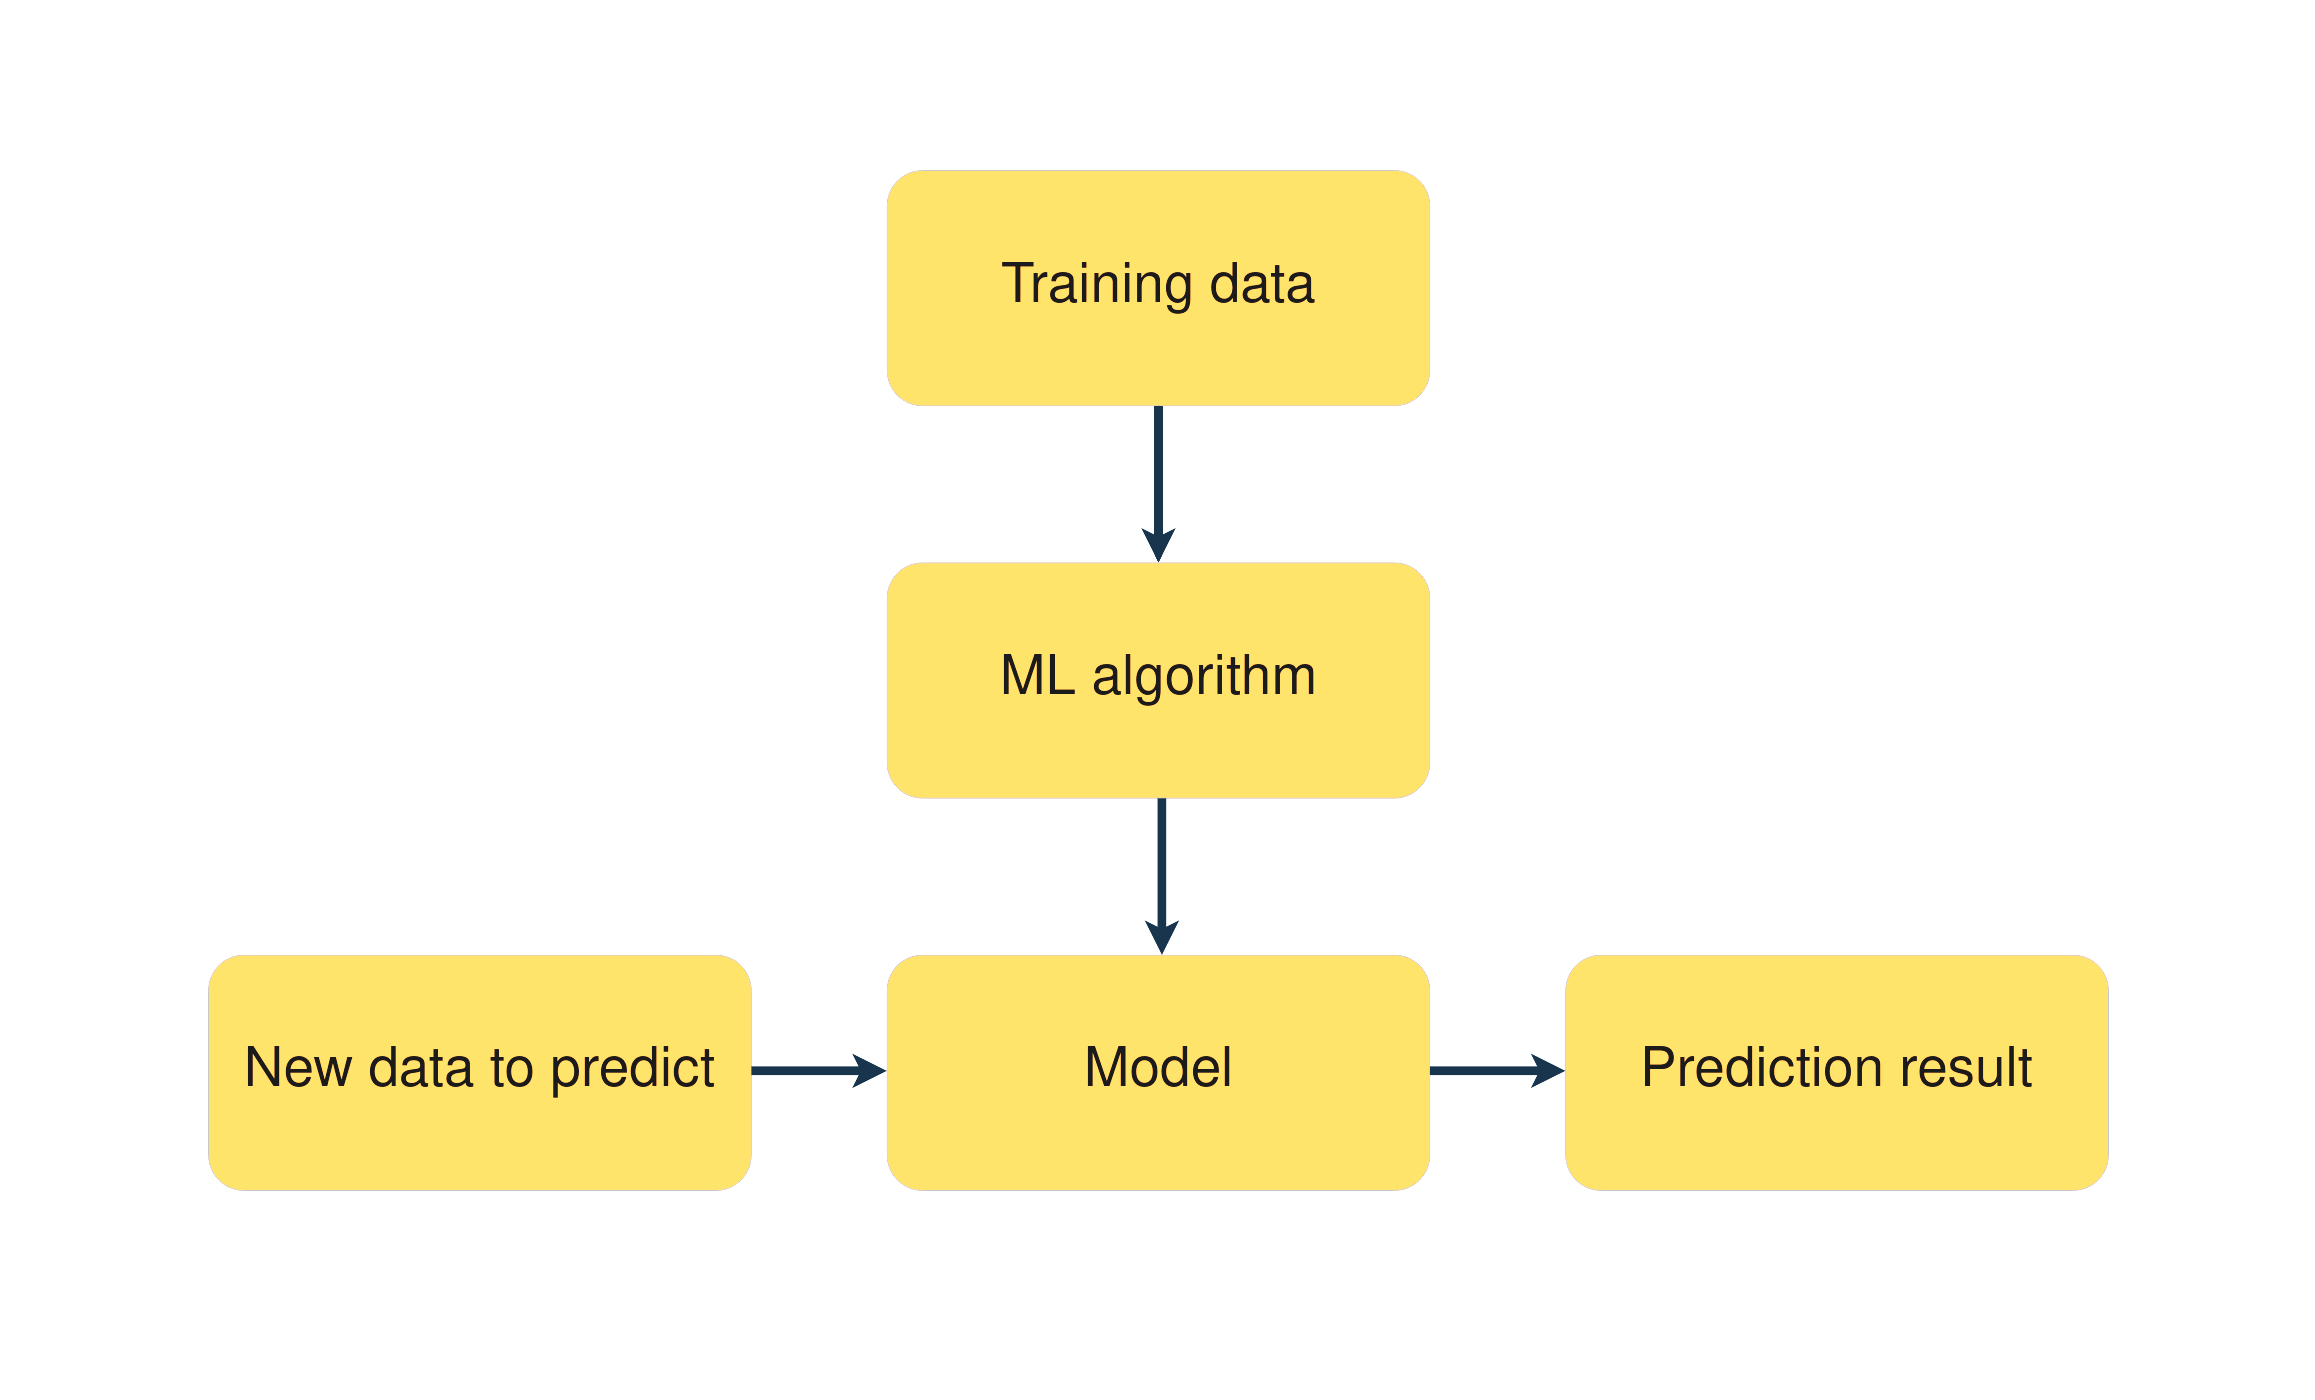 Training data
ML algorithm
New data to predict
Model
Prediction result